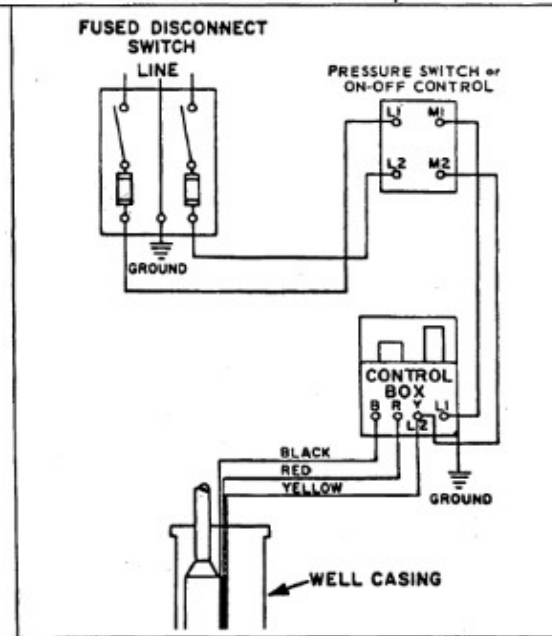 FUSED DISCONNECT
SWITCH
LINE
PRESSURE SWITCH or
ON-OFF CONTROL
L1 M1
L2 M2
GROUND
CONTROL
BOX
B R Y L1
L2
BLACK
RED
YELLOW
GROUND
WELL CASING